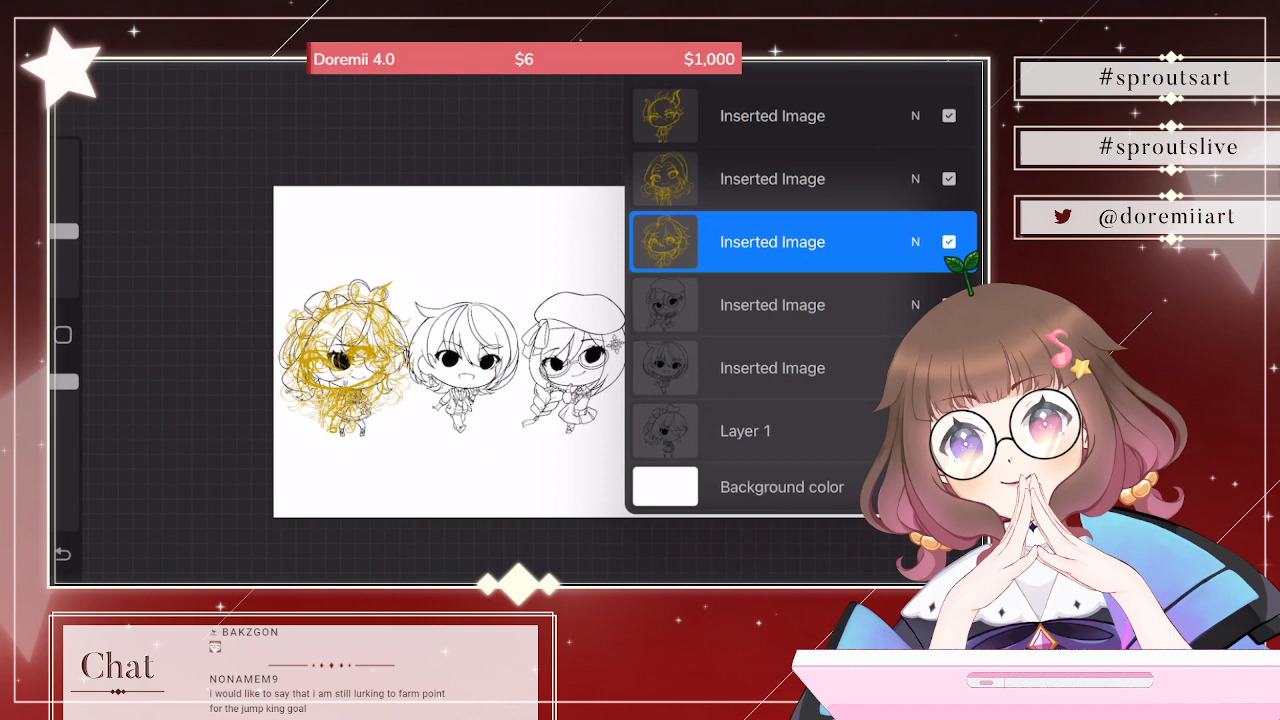 Doremii 4.0 $6 $1,000
#sproutsart
#sproutslive
@doremiiart
Inserted Image N
Inserted Image N
Inserted Image N
Inserted Image N
Inserted Image
Layer 1
Background color
Chat
BAKZGON
NONAMEM9
i would like to say that i am still lurking to farm point
for the jump king goal